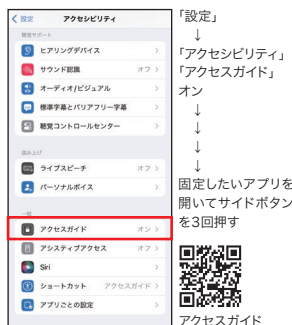 設定
アクセシビリティ
聴覚サポート
ヒアリングデバイス
サウンド認識 オフ
オーディオ/ビジュアル
標準字幕とバリアフリー字幕
聴覚コントロールセンター
読み上げ
ライブスピーチ オフ
パーソナルボイス
一般
アクセスガイド オン
アシスティブアクセス オフ
Siri
ショートカット アクセスガイド
アプリごとの設定
「設定」
↓
「アクセシビリティ」
「アクセスガイド」
オン
↓
↓
↓
↓
固定したいアプリを
開いてサイドボタン
を3回押す
アクセスガイド